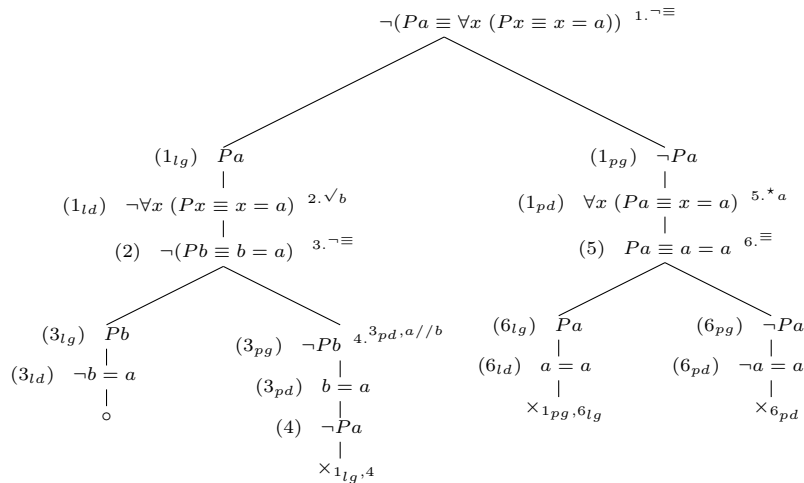 ¬(Pa ≡ ∀x (Px ≡ x = a)) 1.¬≡
(1lg) Pa
(1pg) ¬Pa
(1ld) ¬∀x (Px ≡ x = a) 2.√b
(1pd) ∀x (Pa ≡ x = a) 5.⋆a
(2) ¬(Pb ≡ b = a) 3.¬≡
(5) Pa ≡ a = a 6.≡
(3lg) Pb
(3pg) ¬Pb 4.3pd,a//b
(6lg) Pa
(6pg) ¬Pa
(3ld) ¬b = a
(3pd) b = a
(6ld) a = a
(6pd) ¬a = a
∘
(4) ¬Pa
×1pg,6lg
×6pd
×1lg,4